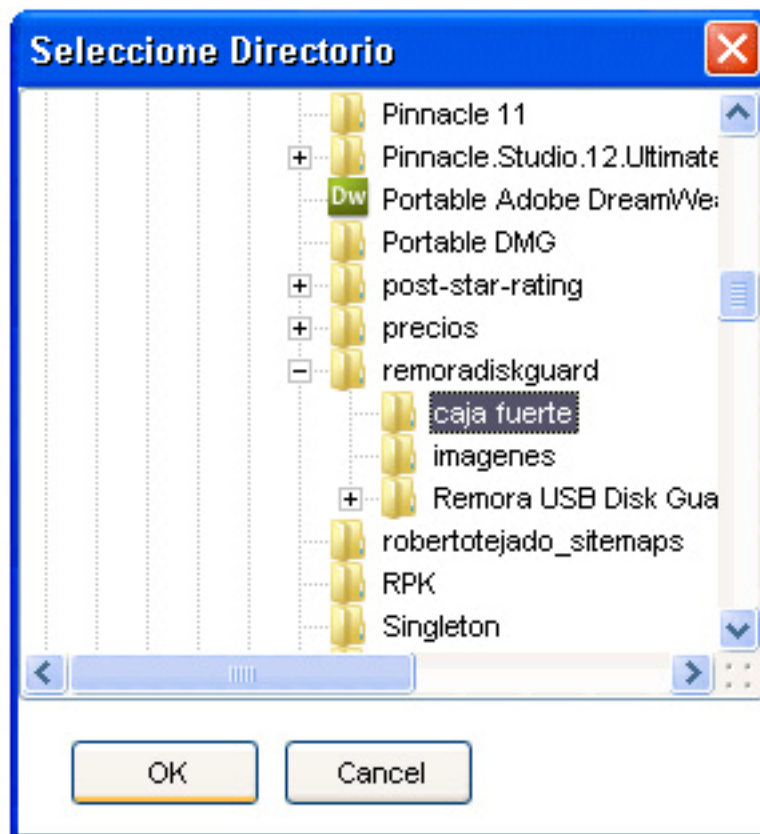 Seleccione Directorio
Pinnacle 11
Pinnacle.Studio.12.Ultimate
Dw Portable Adobe DreamWea
Portable DMG
post-star-rating
precios
remoradiskguard
caja fuerte
imagenes
Remora USB Disk Gua
robertotejado_sitemaps
RPK
Singleton
OK Cancel